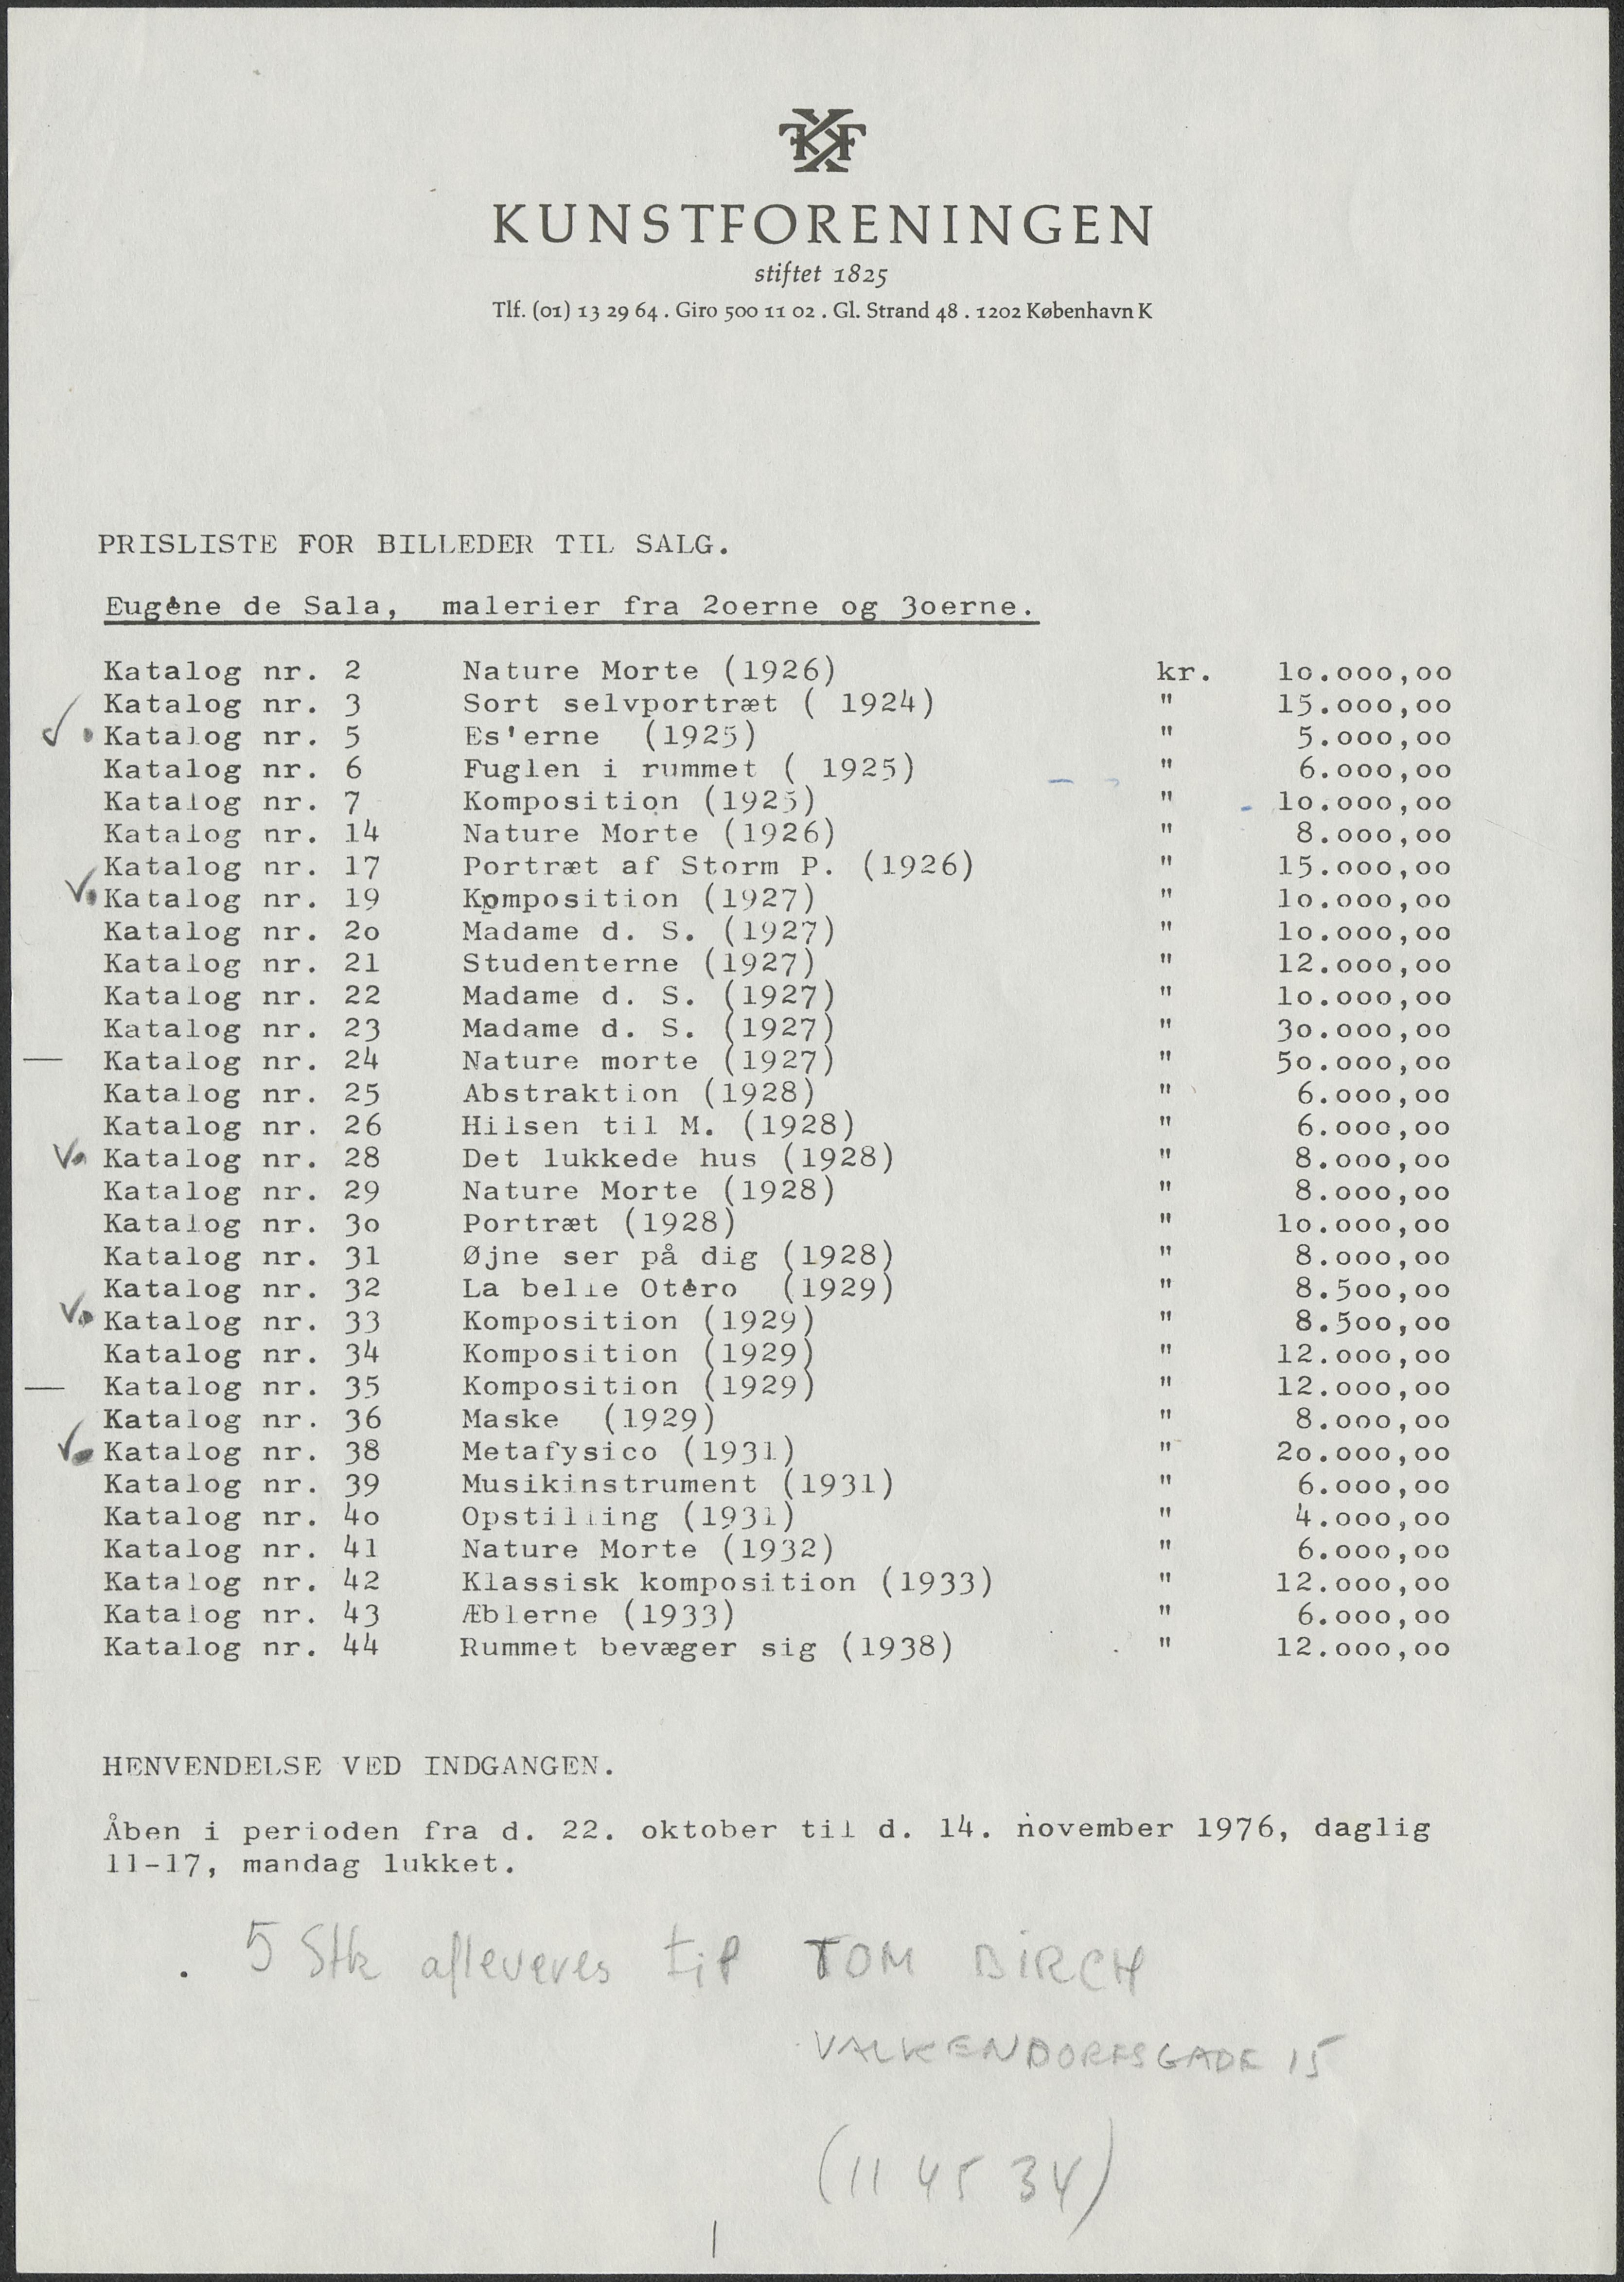 KUNSTFORENINGEN
stiftet 1825
Tlf. (01) 13 29 64 . Giro 500 11 02 . Gl. Strand 48 . 1202 København K
PRISLISTE FOR BILLEDER TIL SALG.
Eugène de Sala, malerier fra 2oerne og 3oerne.
Katalog nr. 2 Nature Morte (1926) kr. 1o.ooo,oo
Katalog nr. 3 Sort selvportræt ( 1924) " 15.ooo,oo
Katalog nr. 5 Es'erne (1925) " 5.ooo,oo
Katalog nr. 6 Fuglen i rummet ( 1925) " 6.ooo,oo
Katalog nr. 7 Komposition (1925) " 1o.ooo,oo
Katalog nr. 14 Nature Morte (1926) " 8.ooo,oo
Katalog nr. 17 Portræt af Storm P. (1926) " 15.ooo,oo
Katalog nr. 19 Komposition (1927) " 1o.ooo,oo
Katalog nr. 2o Madame d. S. (1927) " 1o.ooo,oo
Katalog nr. 21 Studenterne (1927) " 12.ooo,oo
Katalog nr. 22 Madame d. S. (1927) " 1o.ooo,oo
Katalog nr. 23 Madame d. S. (1927) " 3o.ooo,oo
Katalog nr. 24 Nature morte (1927) " 5o.ooo,oo
Katalog nr. 25 Abstraktion (1928) " 6.ooo,oo
Katalog nr. 26 Hilsen til M. (1928) " 6.ooo,oo
Katalog nr. 28 Det lukkede hus (1928) " 8.ooo,oo
Katalog nr. 29 Nature Morte (1928) " 8.ooo,oo
Katalog nr. 3o Portræt (1928) " 1o.ooo,oo
Katalog nr. 31 Øjne ser på dig (1928) " 8.ooo,oo
Katalog nr. 32 La belle Otèro (1929) " 8.5oo,oo
Katalog nr. 33 Komposition (1929) " 8.5oo,oo
Katalog nr. 34 Komposition (1929) " 12.ooo,oo
Katalog nr. 35 Komposition (1929) " 12.ooo,oo
Katalog nr. 36 Maske (1929) " 8.ooo,oo
Katalog nr. 38 Metafysico (1931) " 2o.ooo,oo
Katalog nr. 39 Musikinstrument (1931) " 6.ooo,oo
Katalog nr. 4o Opstilling (1931) " 4.ooo,oo
Katalog nr. 41 Nature Morte (1932) " 6.ooo,oo
Katalog nr. 42 Klassisk komposition (1933) " 12.ooo,oo
Katalog nr. 43 Æblerne (1933) " 6.ooo,oo
Katalog nr. 44 Rummet bevæger sig (1938) " 12.ooo,oo
HENVENDELSE VED INDGANGEN.
Åben i perioden fra d. 22. oktober til d. 14. november 1976, daglig
11-17, mandag lukket.
5 Stk afleveres til TOM BIRCH
VALKENDORFSGADE 15
(11 45 34)